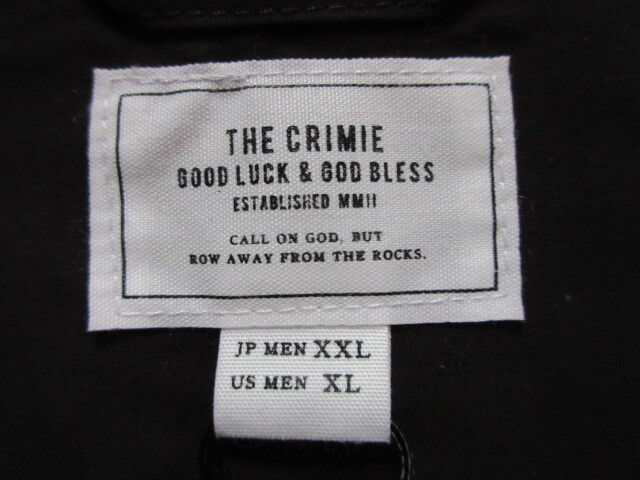 THE CRIMIE
GOOD LUCK & GOD BLESS
ESTABLISHED MMII
CALL ON GOD, BUT
ROW AWAY FROM THE ROCKS.
JP MEN XXL
US MEN XL